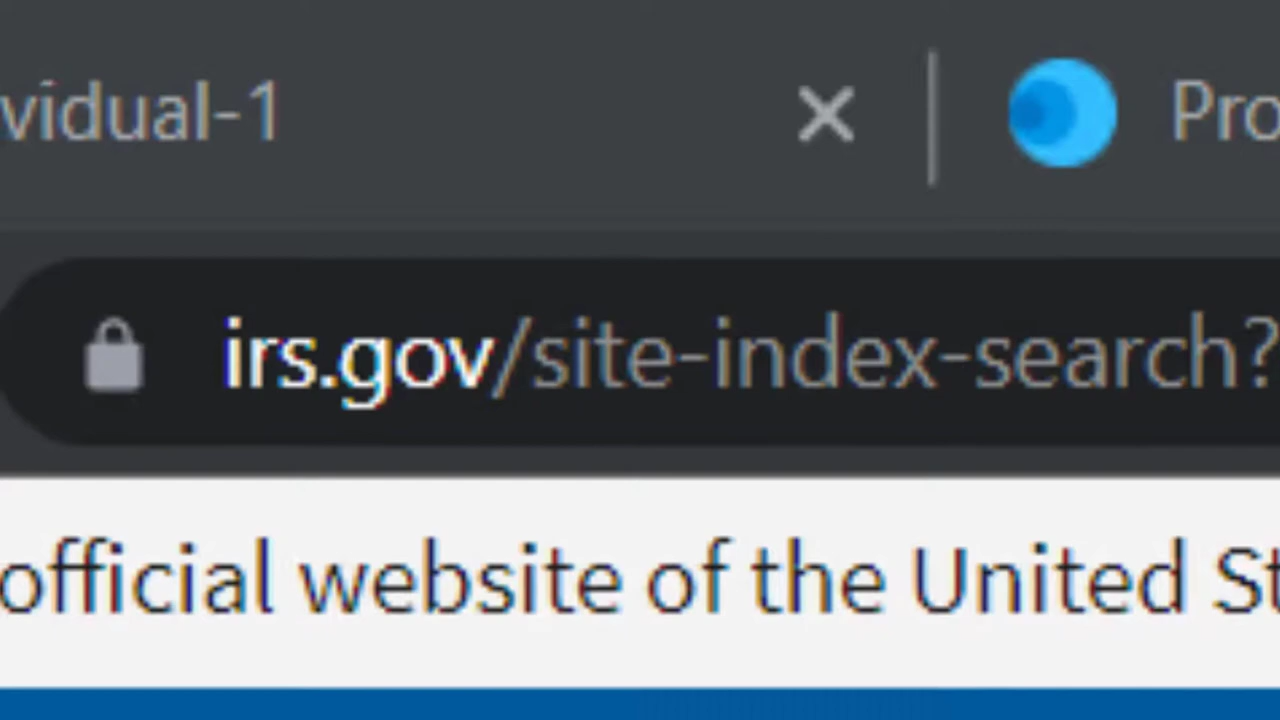 vidual-1 Pro
irs.gov/site-index-search?
official website of the United St